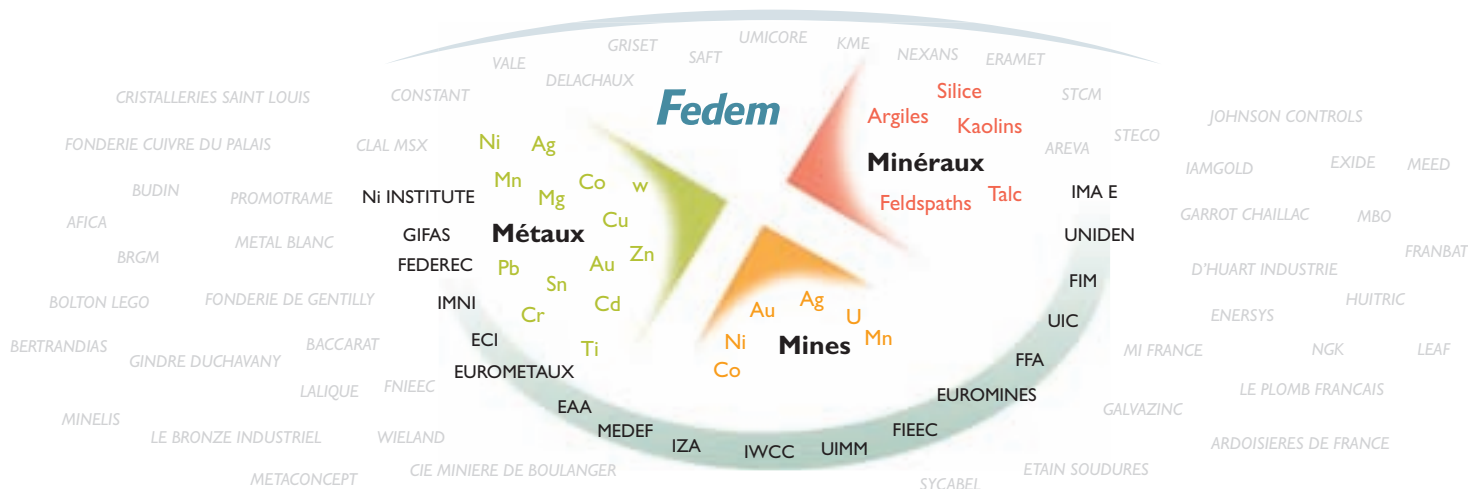 UMICORE
GRISET
KME
SAFT
NEXANS
ERAMET
VALE
DELACHAUX
Fedem
CRISTALLERIES SAINT LOUIS
CONSTANT
Silice
STCM
Argiles
Kaolins
JOHNSON CONTROLS
FONDERIE CUIVRE DU PALAIS
CLAL MSX
Ni
Ag
STECO
AREVA
Minéraux
IAMGOLD
EXIDE
MEED
BUDIN
PROMOTRAME
Ni INSTITUTE
Mn
Mg
Co
w
Feldspaths
Talc
IMA E
AFICA
Cu
GARROT CHAILLAC
MBO
METAL BLANC
GIFAS
Métaux
UNIDEN
BRGM
FEDEREC
Pb
Sn
Au
Zn
FRANBAT
D'HUART INDUSTRIE
FIM
BOLTON LEGO
FONDERIE DE GENTILLY
IMNI
Cr
Cd
Au
Ag
U
Mn
UIC
ENERSYS
HUITRIC
BERTRANDIAS
GINDRE DUCHAVANY
BACCARAT
ECI
Ti
Ni
Co
Mines
FFA
MI FRANCE
NGK
LEAF
LALIQUE
FNIEEC
EUROMETAUX
EUROMINES
LE PLOMB FRANCAIS
MINELIS
EAA
GALVAZINC
LE BRONZE INDUSTRIEL
WIELAND
MEDEF
IZA
IWCC
UIMM
FIEEC
ARDOISIERES DE FRANCE
METACONCEPT
CIE MINIERE DE BOULANGER
ETAIN SOUDURES
SYCABEL